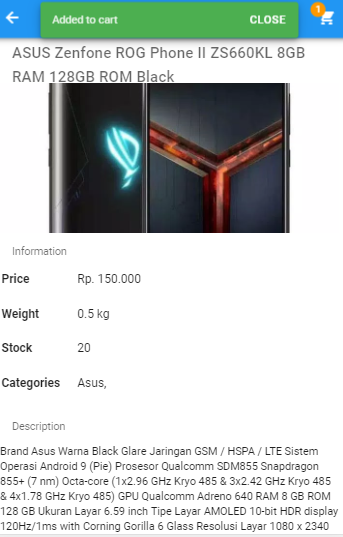 Added to cart CLOSE 1
ASUS Zenfone ROG Phone II ZS660KL 8GB
RAM 128GB ROM Black
Information
Price Rp. 150.000
Weight 0.5 kg
Stock 20
Categories Asus,
Description
Brand Asus Warna Black Glare Jaringan GSM / HSPA / LTE Sistem
Operasi Android 9 (Pie) Prosesor Qualcomm SDM855 Snapdragon
855+ (7 nm) Octa-core (1x2.96 GHz Kryo 485 & 3x2.42 GHz Kryo 485
& 4x1.78 GHz Kryo 485) GPU Qualcomm Adreno 640 RAM 8 GB ROM
128 GB Ukuran Layar 6.59 inch Tipe Layar AMOLED 10-bit HDR display
120Hz/1ms with Corning Gorilla 6 Glass Resolusi Layar 1080 x 2340